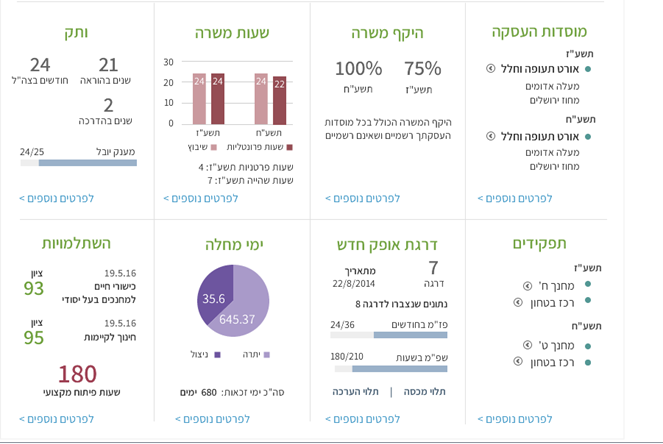 מוסדות העסקה
תשע"ז
אורט תעופה וחלל
מעלה אדומים
מחוז ירושלים
תשע"ח
אורט תעופה וחלל
מעלה אדומים
מחוז ירושלים
לפרטים נוספים >
היקף משרה
75%
תשע"ז
100%
תשע"ח
היקף המשרה הכולל בכל מוסדות
העסקתך רשמיים ושאינם רשמיים
לפרטים נוספים >
שעות משרה
30
20
10
0
24 24
24 22
תשע"ז
תשע"ח
שעות פרונטליות
שיבוץ
שעות פרטניות תשע"ז: 4
שעות שהייה תשע"ז: 7
לפרטים נוספים >
ותק
21
שנים בהוראה
24
חודשים בצה"ל
2
שנים בהדרכה
מענק יובל
24/25
לפרטים נוספים >
תפקידים
תשע"ז
מחנך ח'
רכז בטחון
תשע"ח
מחנך ט'
רכז בטחון
לפרטים נוספים >
דרגת אופק חדש
7
דרגה
מתאריך
22/8/2014
נתונים שנצברו לדרגה 8
פז"מ בחודשים
24/36
שפ"מ בשעות
180/210
תלוי מכסה | תלוי הערכה
לפרטים נוספים >
ימי מחלה
35.6
645.37
יתרה
ניצול
סה"כ ימי זכאות: 680 ימים
לפרטים נוספים >
השתלמויות
19.5.16
כישורי חיים
למחנכים בעל יסודי
ציון
93
19.5.16
חינוך לקיימות
ציון
95
180
שעות פיתוח מקצועי
לפרטים נוספים >